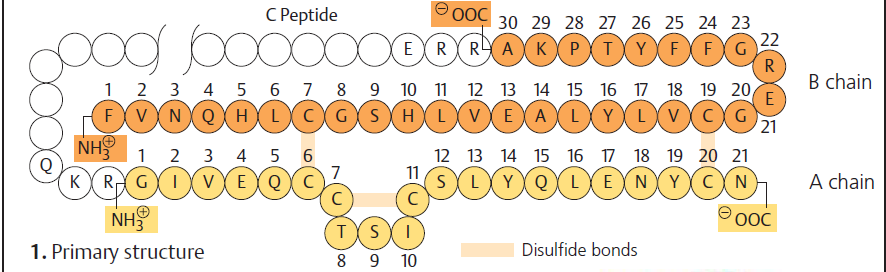 C Peptide ⊖ OOC 30 29 28 27 26 25 24 23
E R R A K P T Y F F G 22
R
B chain
1 2 3 4 5 6 7 8 9 10 11 12 13 14 15 16 17 18 19 20
F V N Q H L C G S H L V E A L Y L V C G E
21
NH3⊕
1 2 3 4 5 6 7 11 12 13 14 15 16 17 18 19 20 21
Q
K R G I V E Q C C C S L Y Q L E N Y C N
A chain
NH3⊕ ⊖ OOC
T S I
8 9 10
1. Primary structure
Disulfide bonds